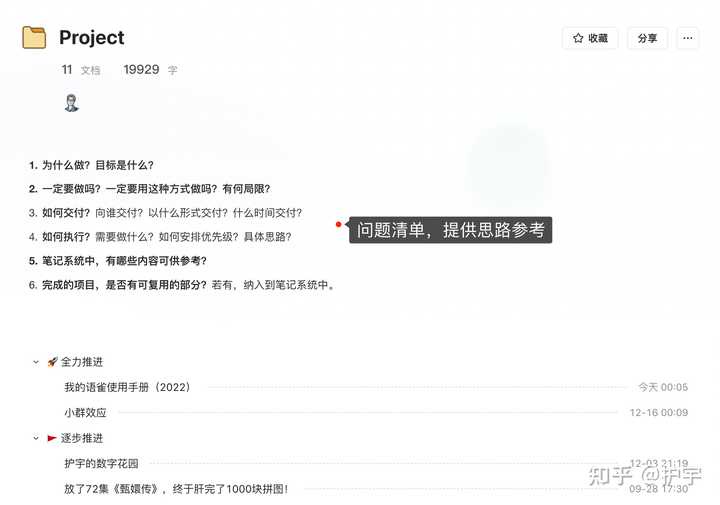 Project
收藏
分享
11 文档 19929 字
1. 为什么做？目标是什么？
2. 一定要做吗？一定要用这种方式做吗？有何局限？
3. 如何交付？向谁交付？以什么形式交付？什么时间交付？
4. 如何执行？需要做什么？如何安排优先级？具体思路？
问题清单，提供思路参考
5. 笔记系统中，有哪些内容可供参考？
6. 完成的项目，是否有可复用的部分？若有，纳入到笔记系统中。
全力推进
我的语雀使用手册（2022） 今天 00:05
小群效应 12-16 00:09
逐步推进
护宇的数字花园 12-03 21:19
放了72集《甄嬛传》，终于肝完了1000块拼图！ 09-28 17:30
知乎 @护宇